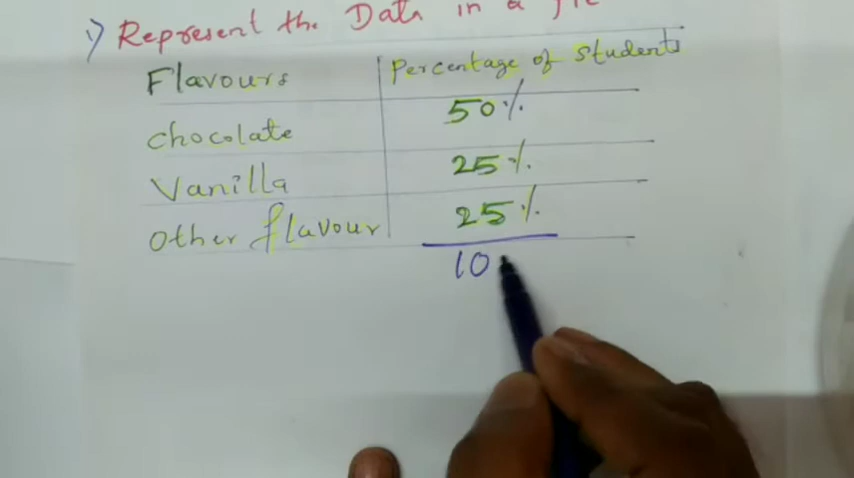 1) Represent the Data in a
Flavours Percentage of students
chocolate 50%
Vanilla 25%
other flavour 25%
10